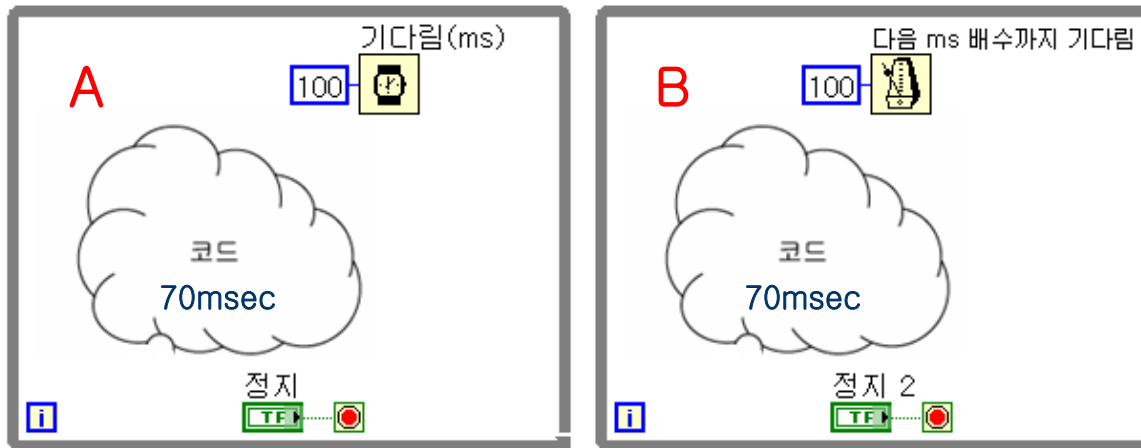 기다림(ms)
A
100
코드
70msec
정지
TF
i
다음 ms 배수까지 기다림
B
100
코드
70msec
정지 2
TF
i